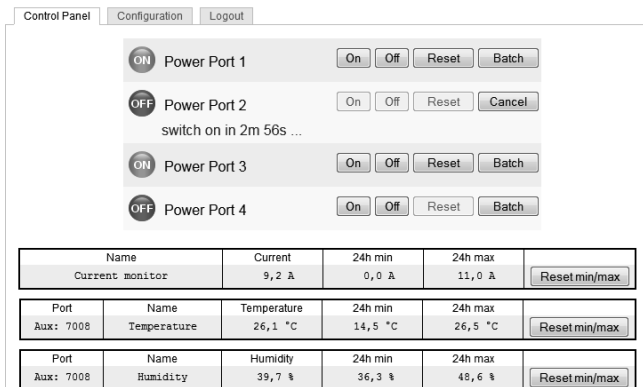 Control Panel Configuration Logout
ON Power Port 1 On Off Reset Batch
OFF Power Port 2 On Off Reset Cancel
switch on in 2m 56s ...
ON Power Port 3 On Off Reset Batch
OFF Power Port 4 On Off Reset Batch
Name Current 24h min 24h max
Current monitor 9,2 A 0,0 A 11,0 A Reset min/max
Port Name Temperature 24h min 24h max
Aux: 7008 Temperature 26,1 °C 14,5 °C 26,5 °C Reset min/max
Port Name Humidity 24h min 24h max
Aux: 7008 Humidity 39,7 % 36,3 % 48,6 % Reset min/max